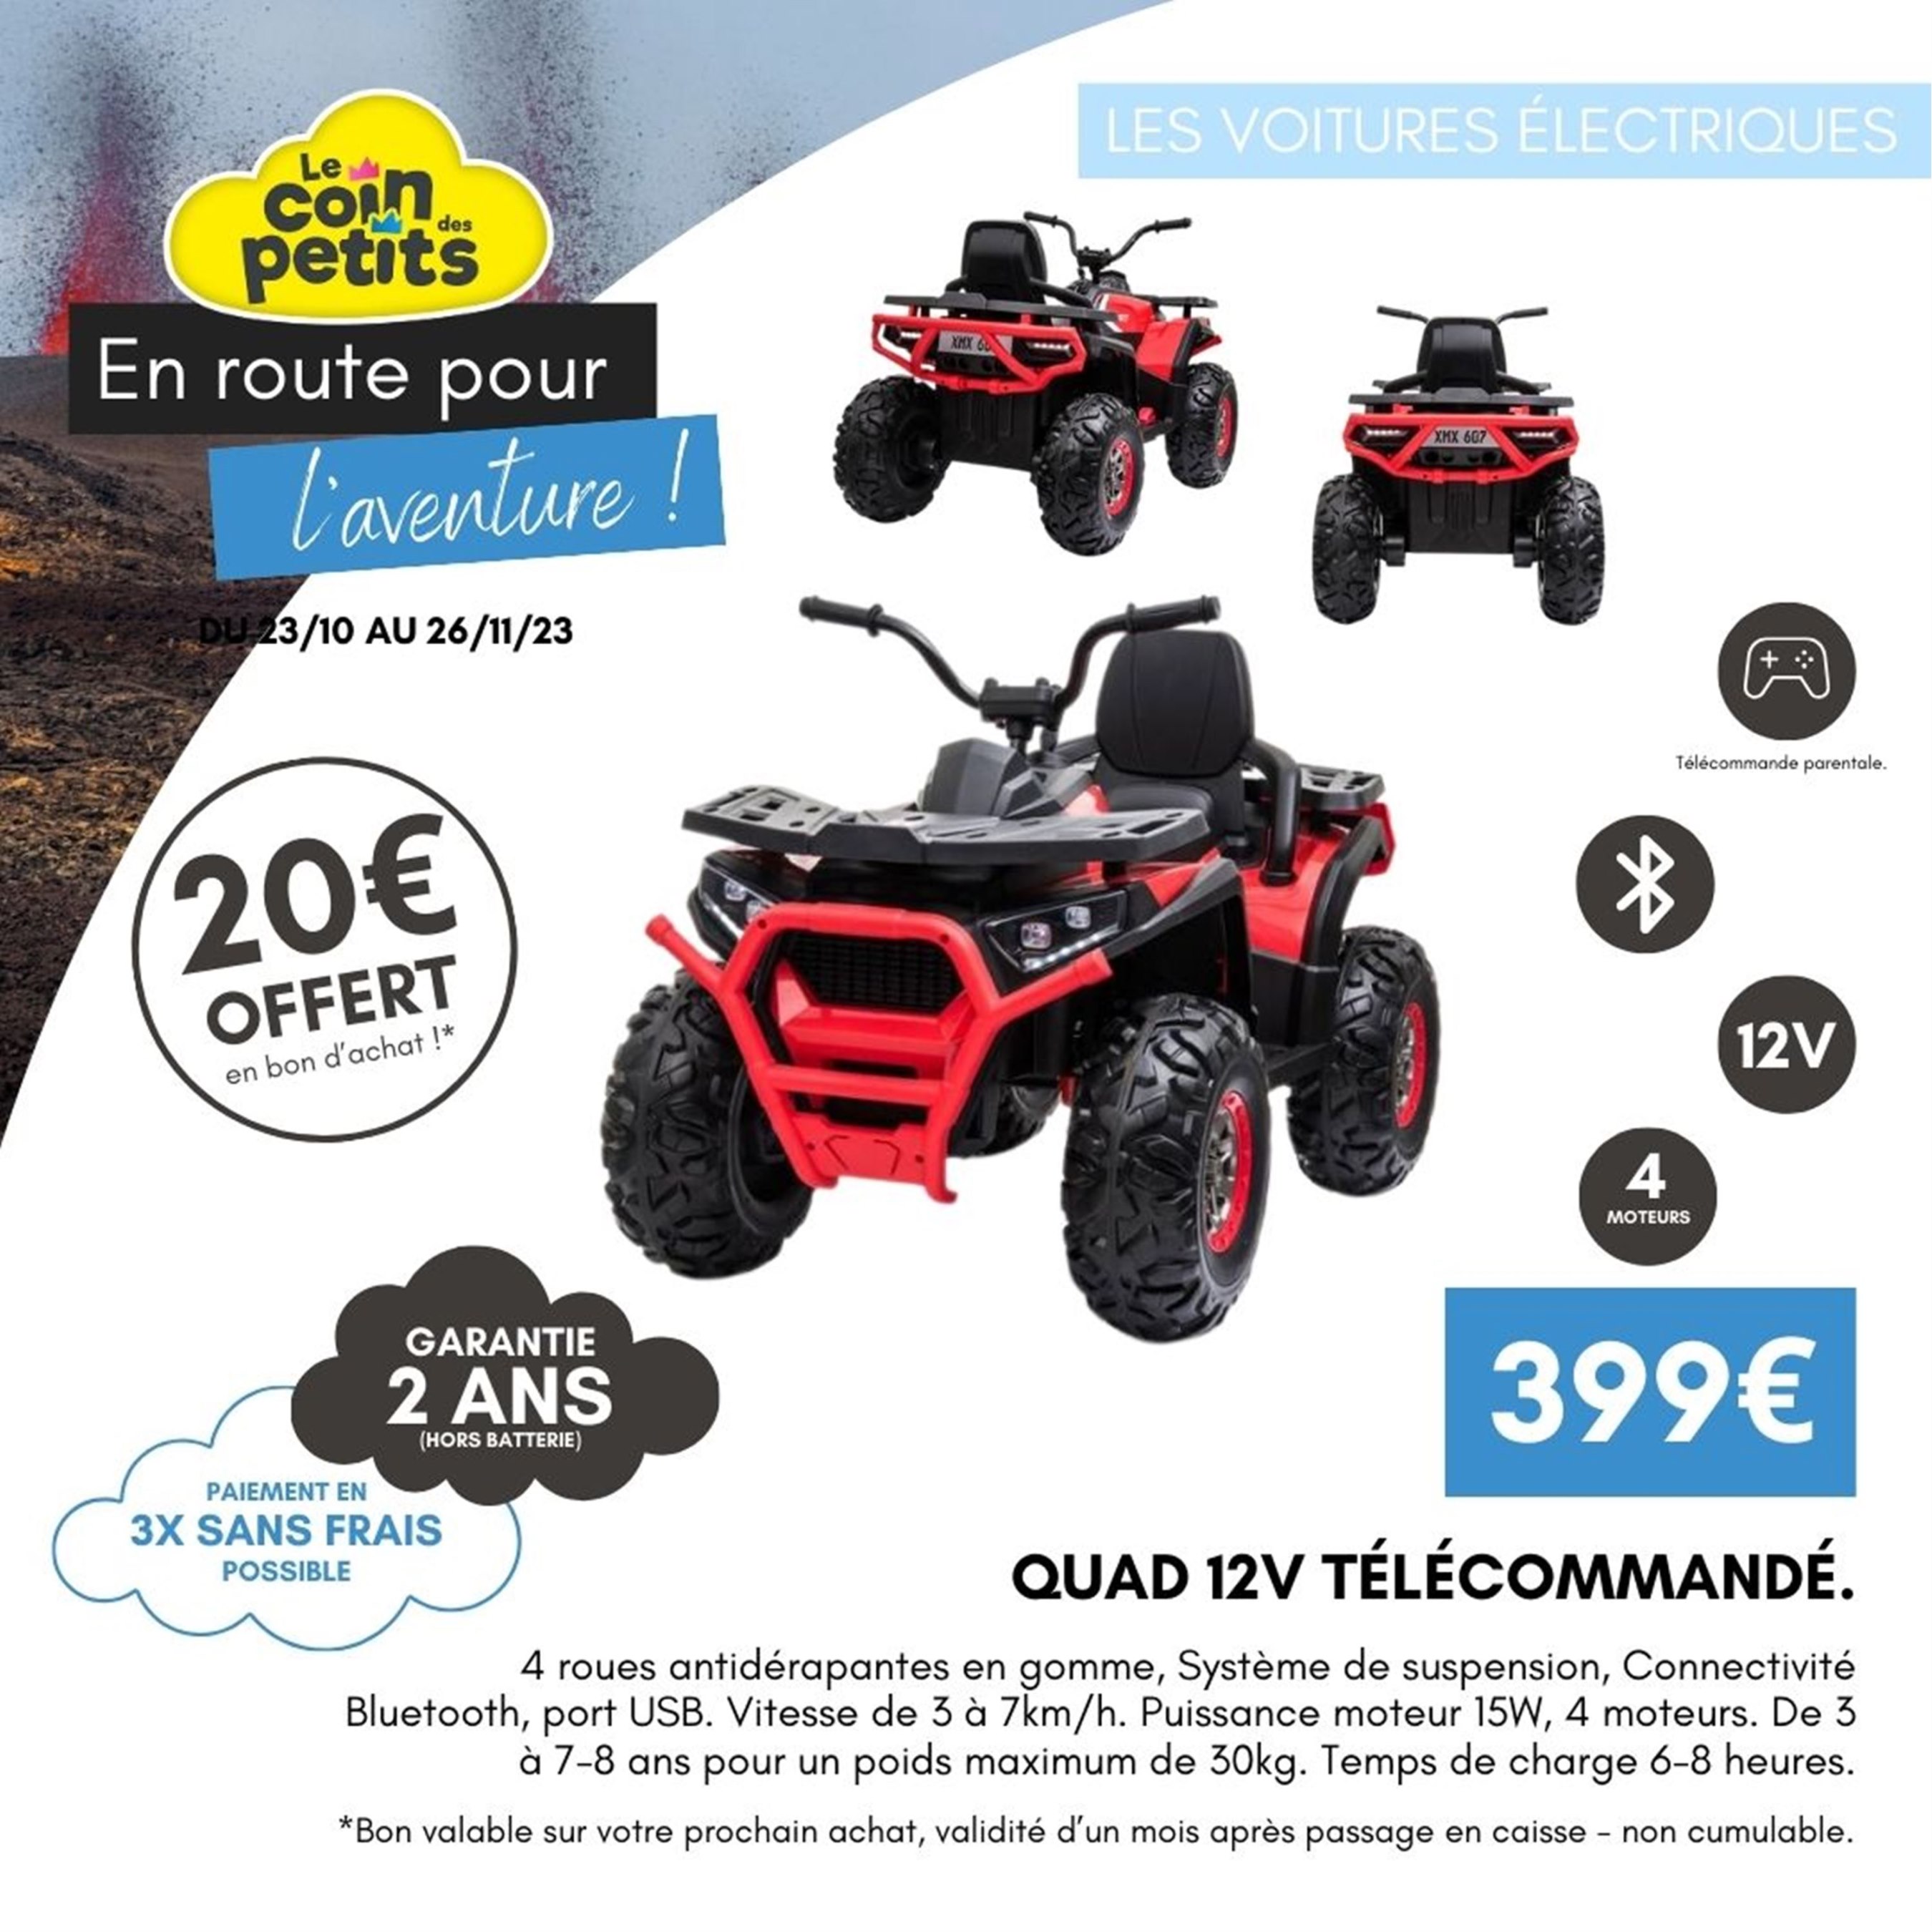 Le
coin
des
petits
LES VOITURES ÉLECTRIQUES
En route pour
l'aventure !
DU 23/10 AU 26/11/23
XMX 60
XMX 607
Télécommande parentale.
20€
OFFERT
en bon d'achat !*
12V
4
MOTEURS
GARANTIE
2 ANS
(HORS BATTERIE)
399€
PAIEMENT EN
3X SANS FRAIS
POSSIBLE
QUAD 12V TÉLÉCOMMANDÉ.
4 roues antidérapantes en gomme, Système de suspension, Connectivité
Bluetooth, port USB. Vitesse de 3 à 7km/h. Puissance moteur 15W, 4 moteurs. De 3
à 7-8 ans pour un poids maximum de 30kg. Temps de charge 6-8 heures.
*Bon valable sur votre prochain achat, validité d'un mois après passage en caisse - non cumulable.